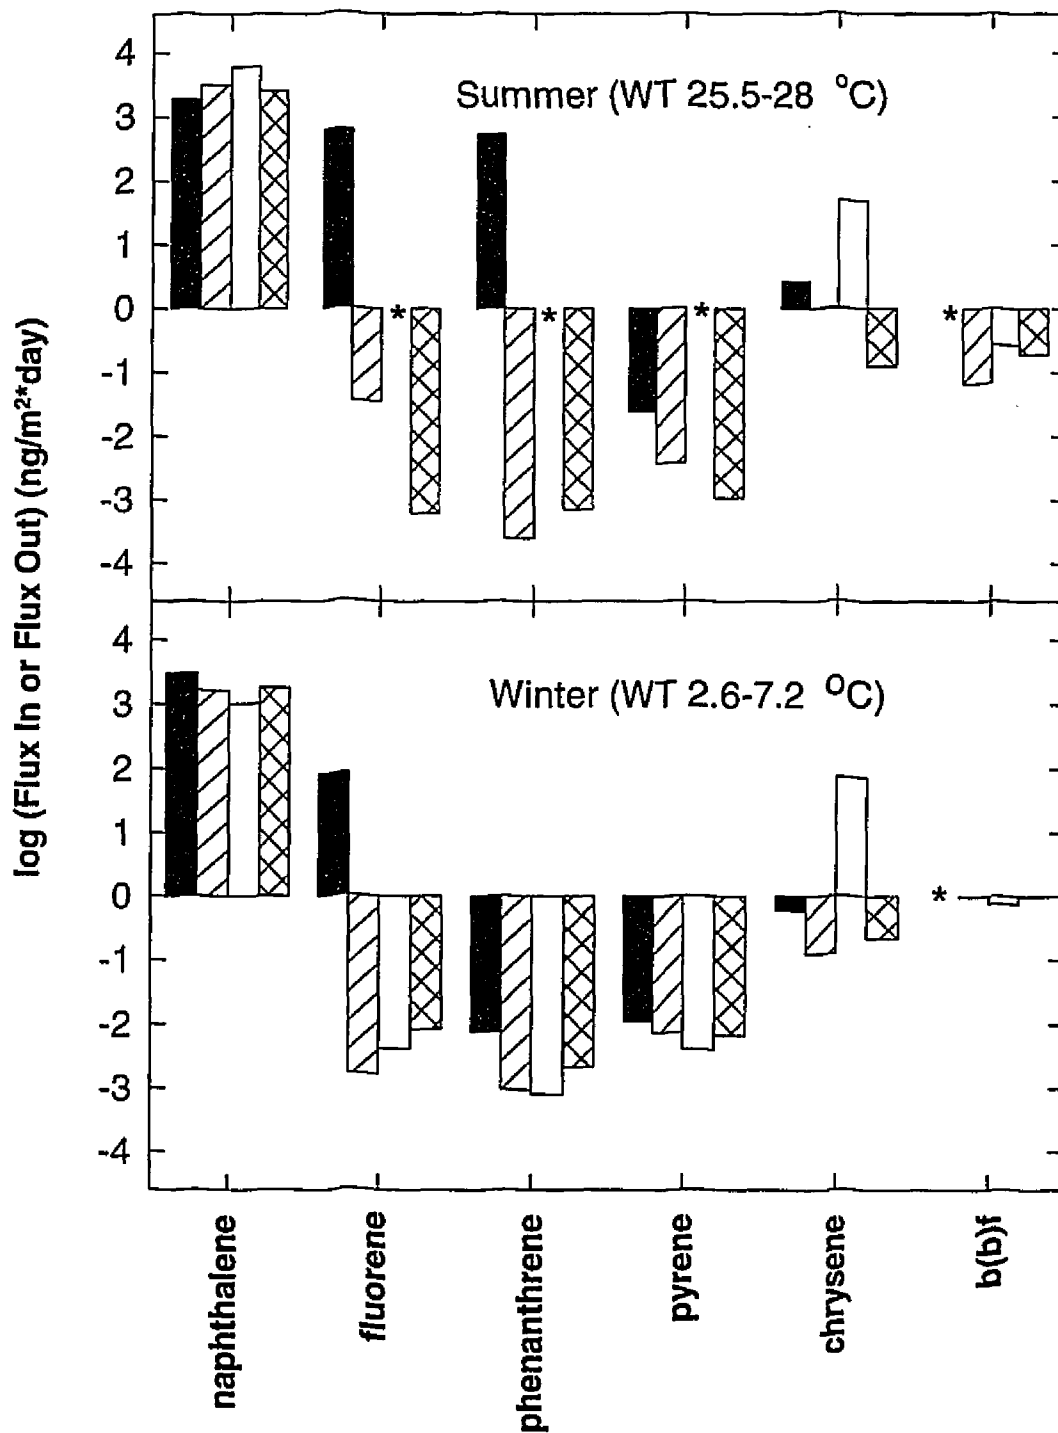 log (Flux In or Flux Out) (ng/m²*day)
4
3
2
1
0
-1
-2
-3
-4
Summer (WT 25.5-28 °C)
*
*
*
*
4
3
2
1
0
-1
-2
-3
-4
Winter (WT 2.6-7.2 °C)
*
naphthalene
fluorene
phenanthrene
pyrene
chrysene
b(b)f